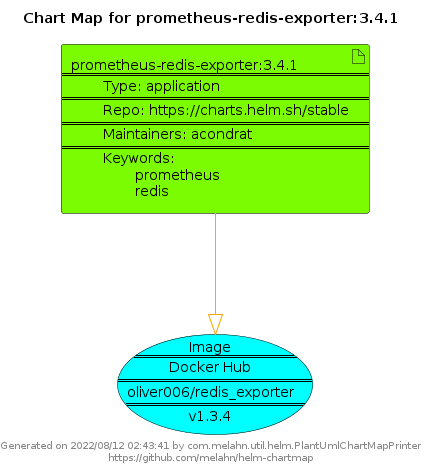 Chart Map for prometheus-redis-exporter:3.4.1
prometheus-redis-exporter:3.4.1
Type: application
Repo: https://charts.helm.sh/stable
Maintainers: acondrat
Keywords:
prometheus
redis
Image
Docker Hub
oliver006/redis_exporter
v1.3.4
Generated on 2022/08/12 02:43:41 by com.melahn.util.helm.PlantUmlChartMapPrinter
https://github.com/melahn/helm-chartmap